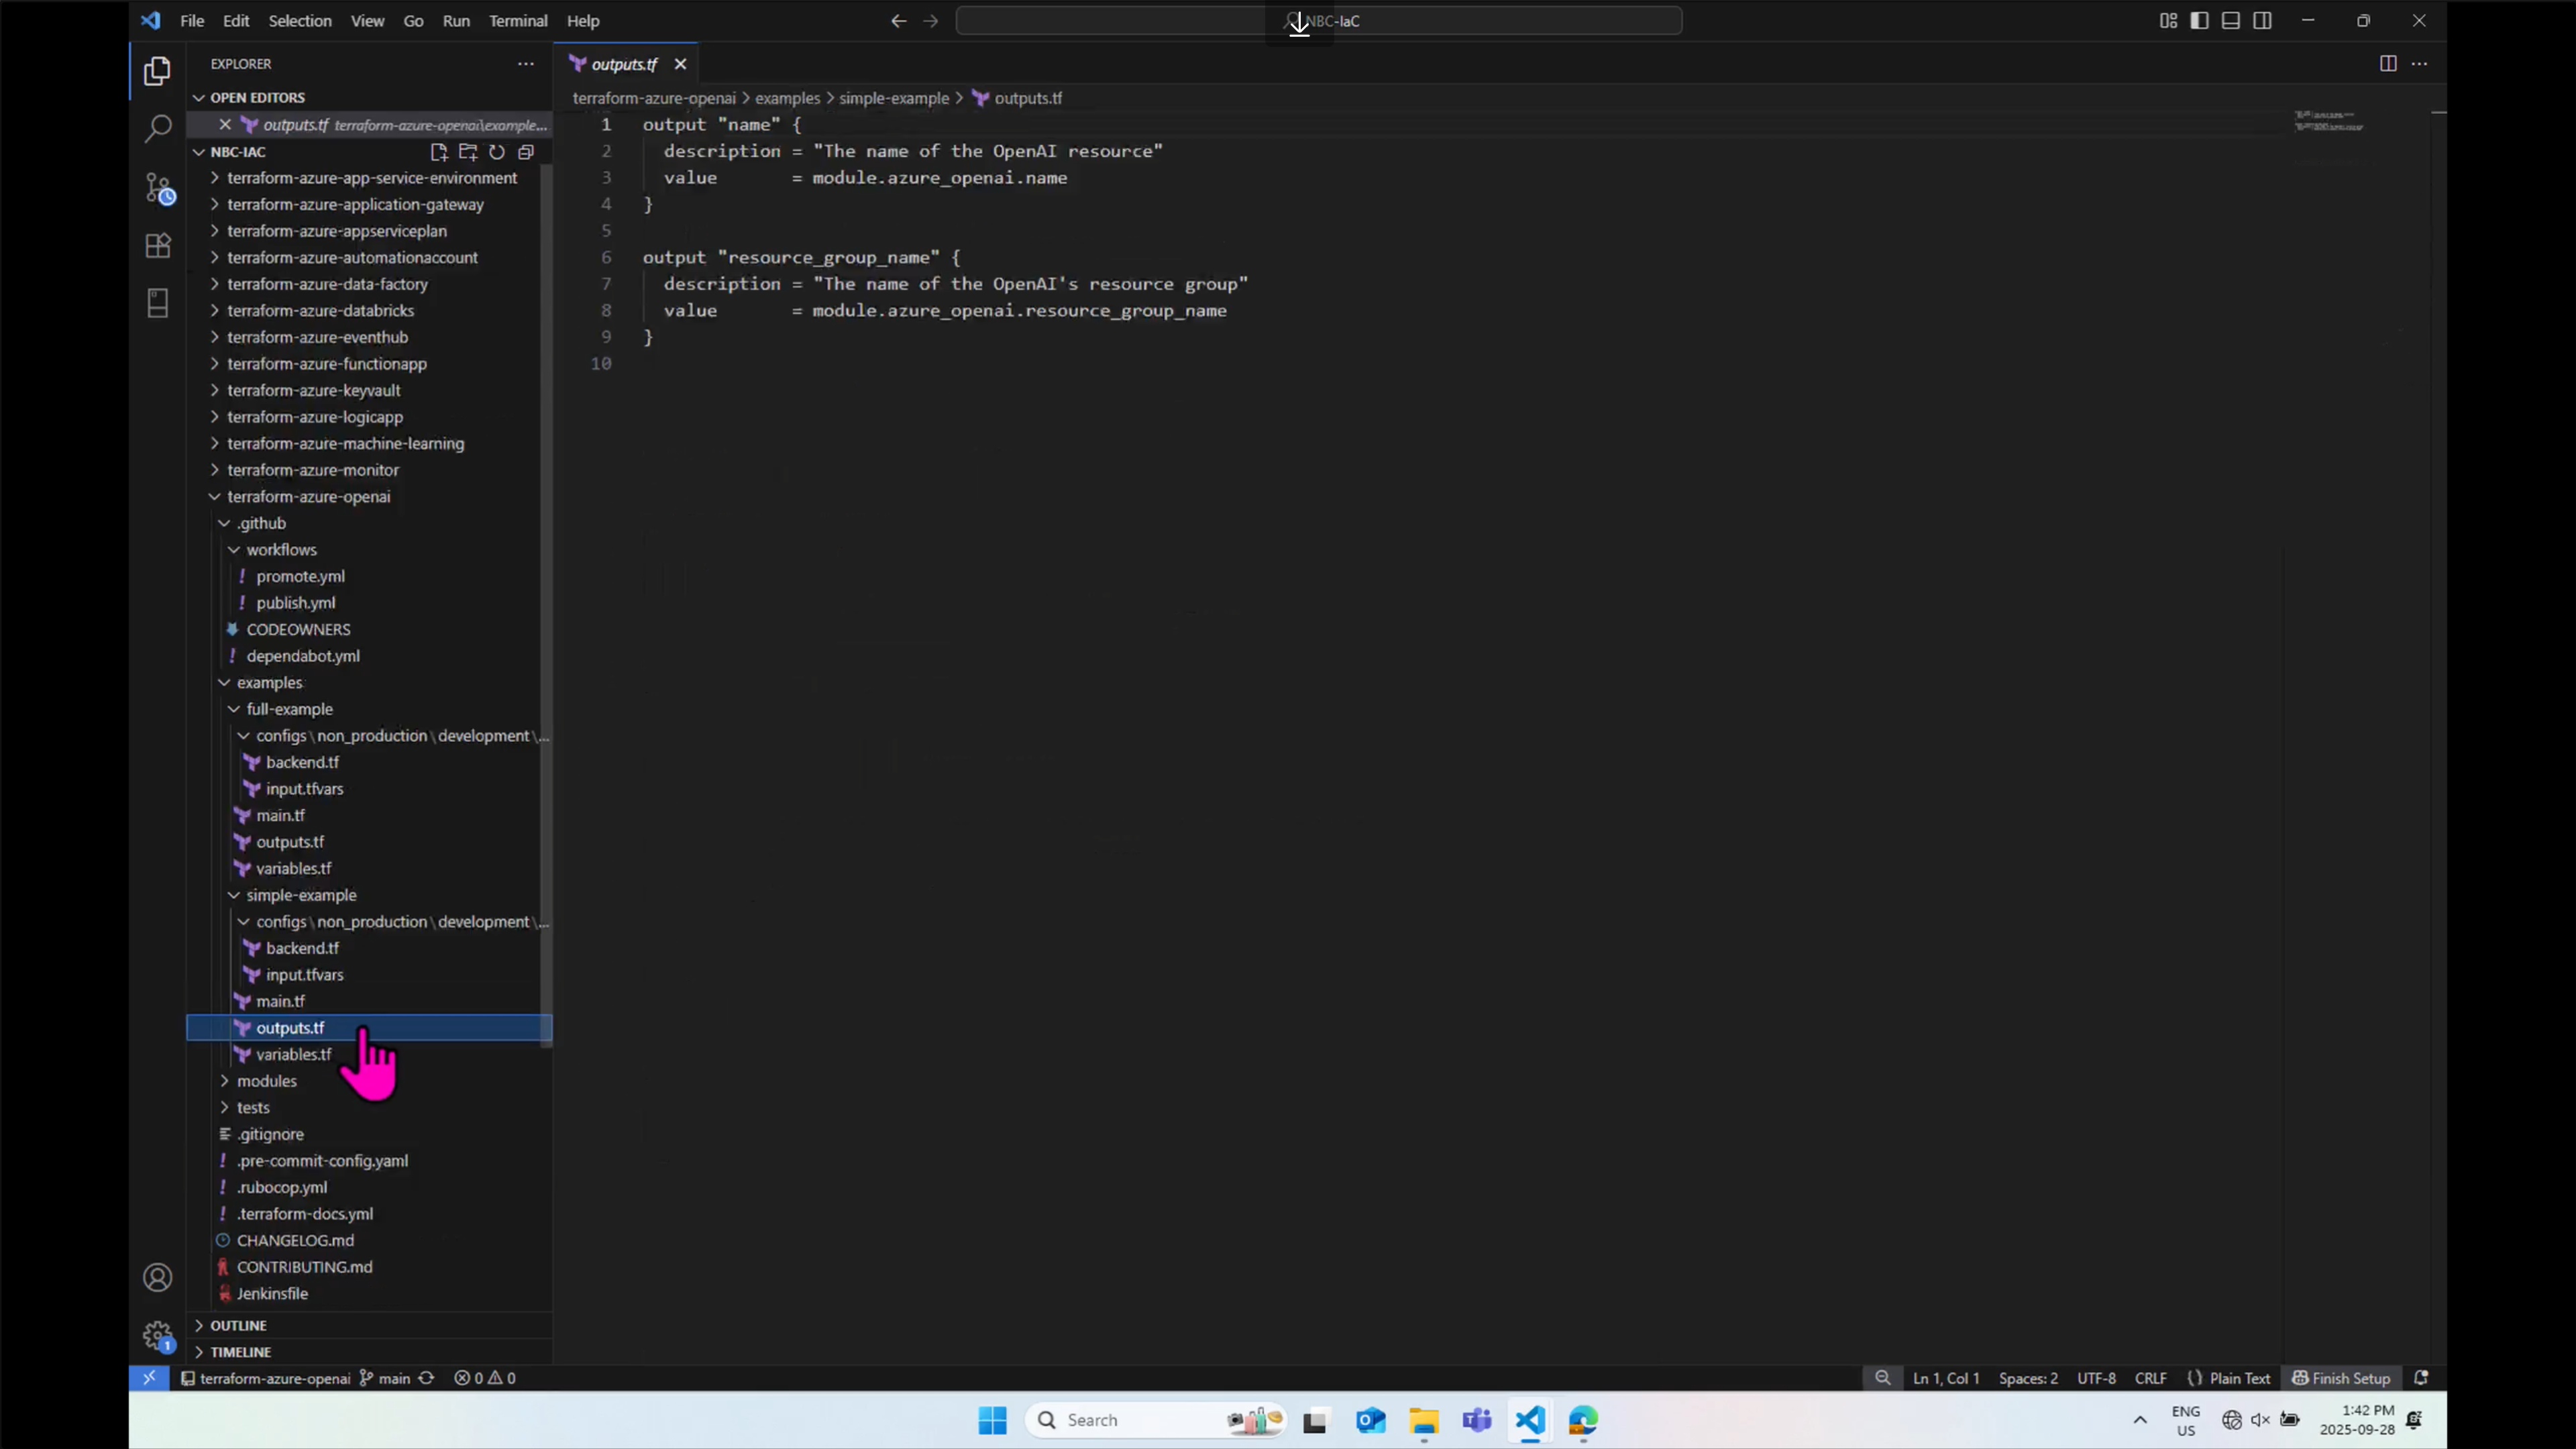 File Edit Selection View Go Run Terminal Help
NBC-IaC
EXPLORER
outputs.tf
OPEN EDITORS
terraform-azure-openai > examples > simple-example > outputs.tf
outputs.tf terraform-azure-openai\example...
NBC-IAC
terraform-azure-app-service-environment
terraform-azure-application-gateway
terraform-azure-appserviceplan
terraform-azure-automationaccount
terraform-azure-data-factory
terraform-azure-databricks
terraform-azure-eventhub
terraform-azure-functionapp
terraform-azure-keyvault
terraform-azure-logicapp
terraform-azure-machine-learning
terraform-azure-monitor
terraform-azure-openai
.github
workflows
promote.yml
publish.yml
CODEOWNERS
dependabot.yml
examples
full-example
configs\non_production\development\...
backend.tf
input.tfvars
main.tf
outputs.tf
variables.tf
simple-example
configs\non_production\development\...
backend.tf
input.tfvars
main.tf
outputs.tf
variables.tf
modules
tests
.gitignore
.pre-commit-config.yaml
.rubocop.yml
.terraform-docs.yml
CHANGELOG.md
CONTRIBUTING.md
Jenkinsfile
OUTLINE
TIMELINE
1 output "name" {
2 description = "The name of the OpenAI resource"
3 value = module.azure_openai.name
4 }
5
6 output "resource_group_name" {
7 description = "The name of the OpenAI's resource group"
8 value = module.azure_openai.resource_group_name
9 }
10
1
terraform-azure-openai main 0 0
Ln 1, Col 1 Spaces: 2 UTF-8 CRLF {} Plain Text Finish Setup
Search
ENG
US
1:42 PM
2025-09-28